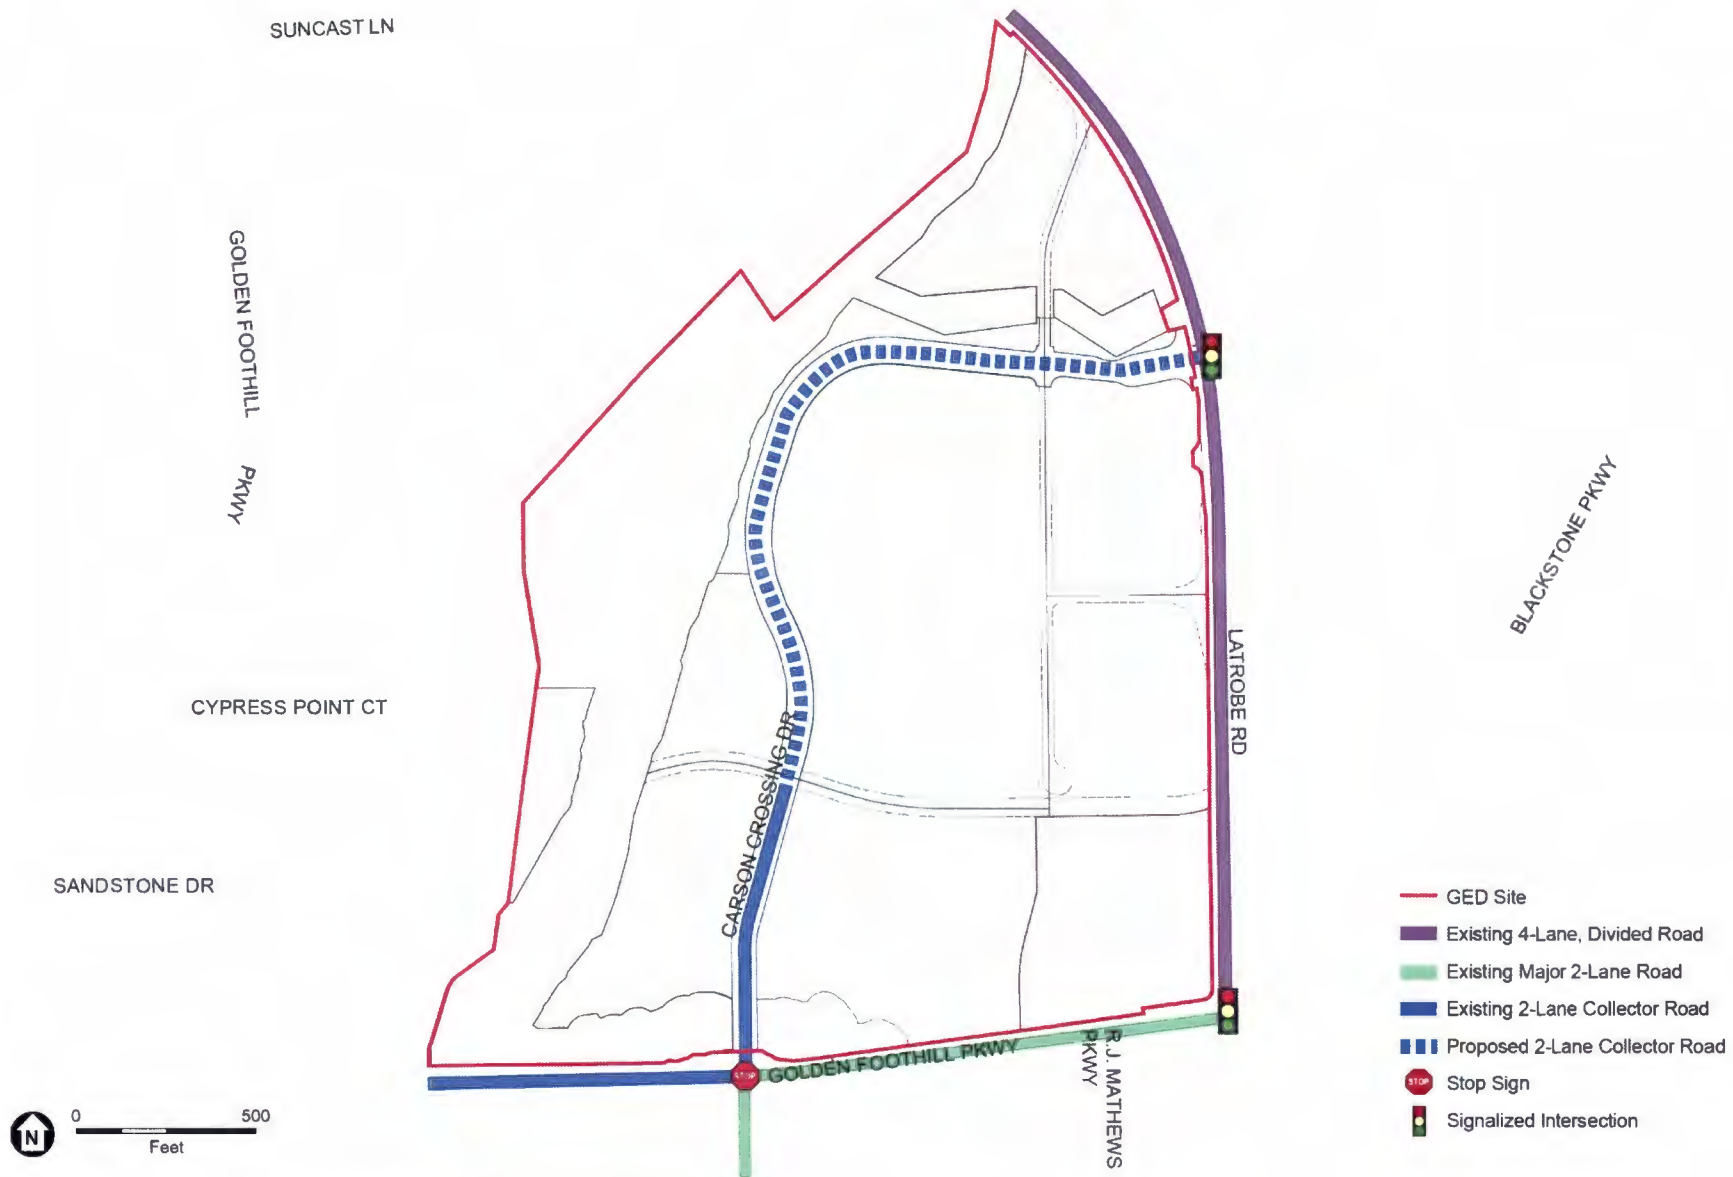 SUNCAST LN
GOLDEN FOOTHILL
PKWY
BLACKSTONE PKWY
LATROBE RD
CYPRESS POINT CT
CARSON CROSSING DR
SANDSTONE DR
GOLDEN FOOTHILL PKWY
R.J. MATHEWS
PKWY
STOP
N
0 500
Feet
GED Site
Existing 4-Lane, Divided Road
Existing Major 2-Lane Road
Existing 2-Lane Collector Road
Proposed 2-Lane Collector Road
STOP Stop Sign
Signalized Intersection